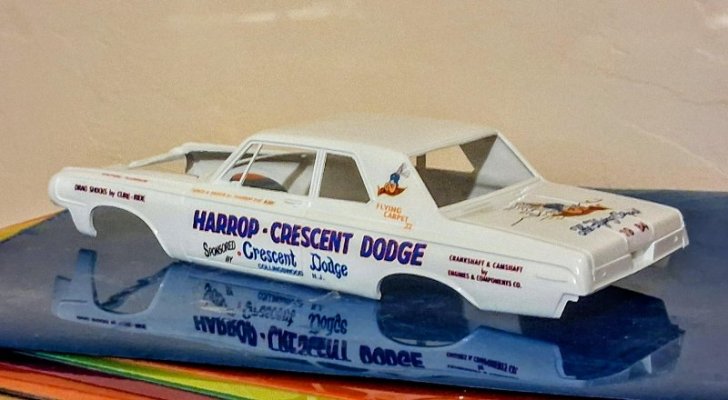 DRAG SHOCKS by CURE-RIDE
FLYING
CARPET
HARROP - CRESCENT DODGE
SPONSORED
BY
Crescent Dodge
COLLINGSWOOD N.J.
CRANKSHAFT & CAMSHAFT
by
ENGINES & COMPONENTS CO.